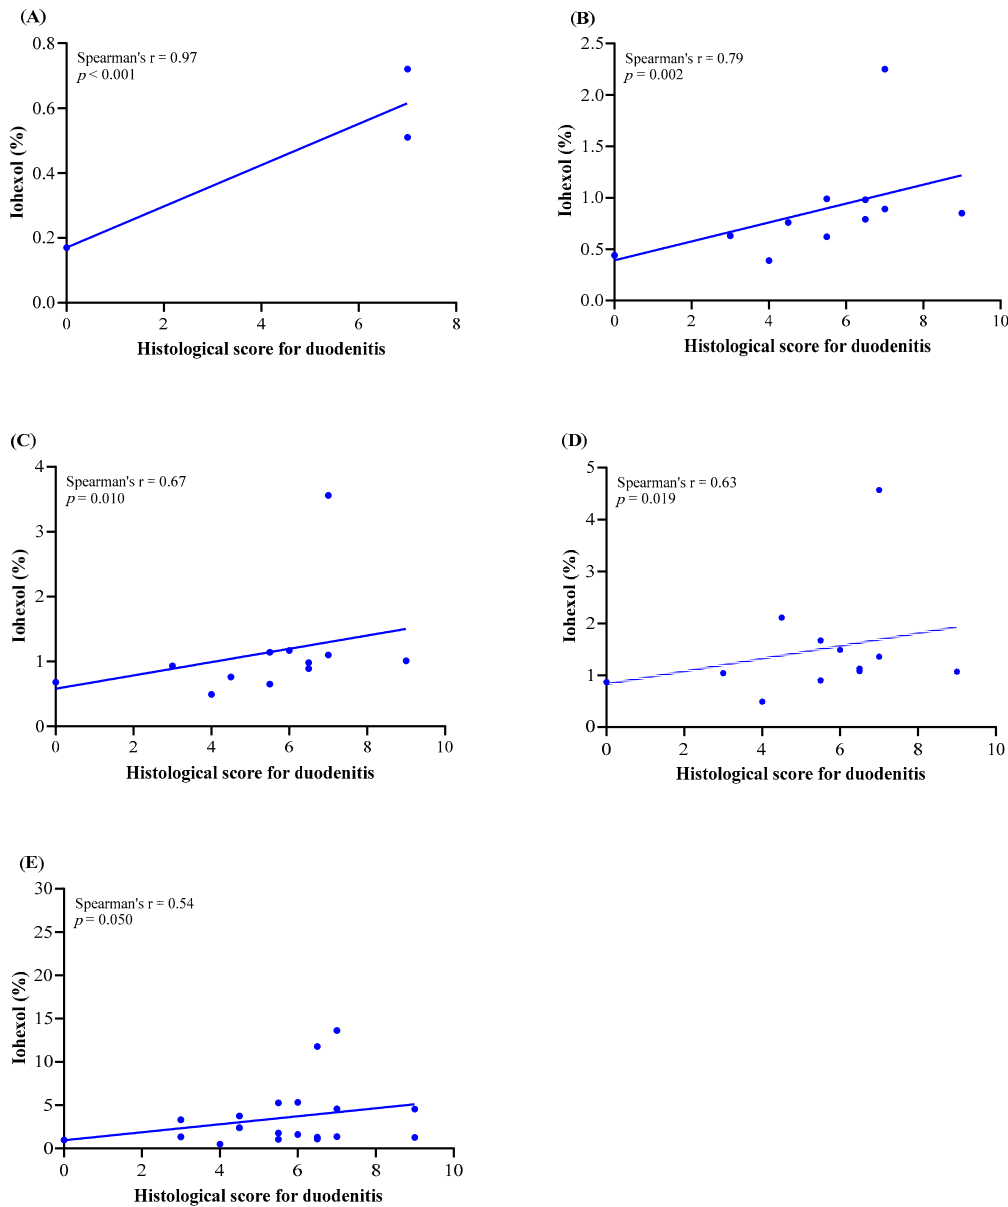 (A)
Spearman's r = 0.97
p < 0.001
0.8
0.6
0.4
0.2
0.0
Iohexol (%)
0 2 4 6 8
Histological score for duodenitis
(B)
Spearman's r = 0.79
p = 0.002
2.5
2.0
1.5
1.0
0.5
0.0
Iohexol (%)
0 2 4 6 8 10
Histological score for duodenitis
(C)
Spearman's r = 0.67
p = 0.010
4
3
2
1
0
Iohexol (%)
0 2 4 6 8 10
Histological score for duodenitis
(D)
Spearman's r = 0.63
p = 0.019
5
4
3
2
1
0
Iohexol (%)
0 2 4 6 8 10
Histological score for duodenitis
(E)
Spearman's r = 0.54
p = 0.050
30
25
20
15
10
5
0
Iohexol (%)
0 2 4 6 8 10
Histological score for duodenitis